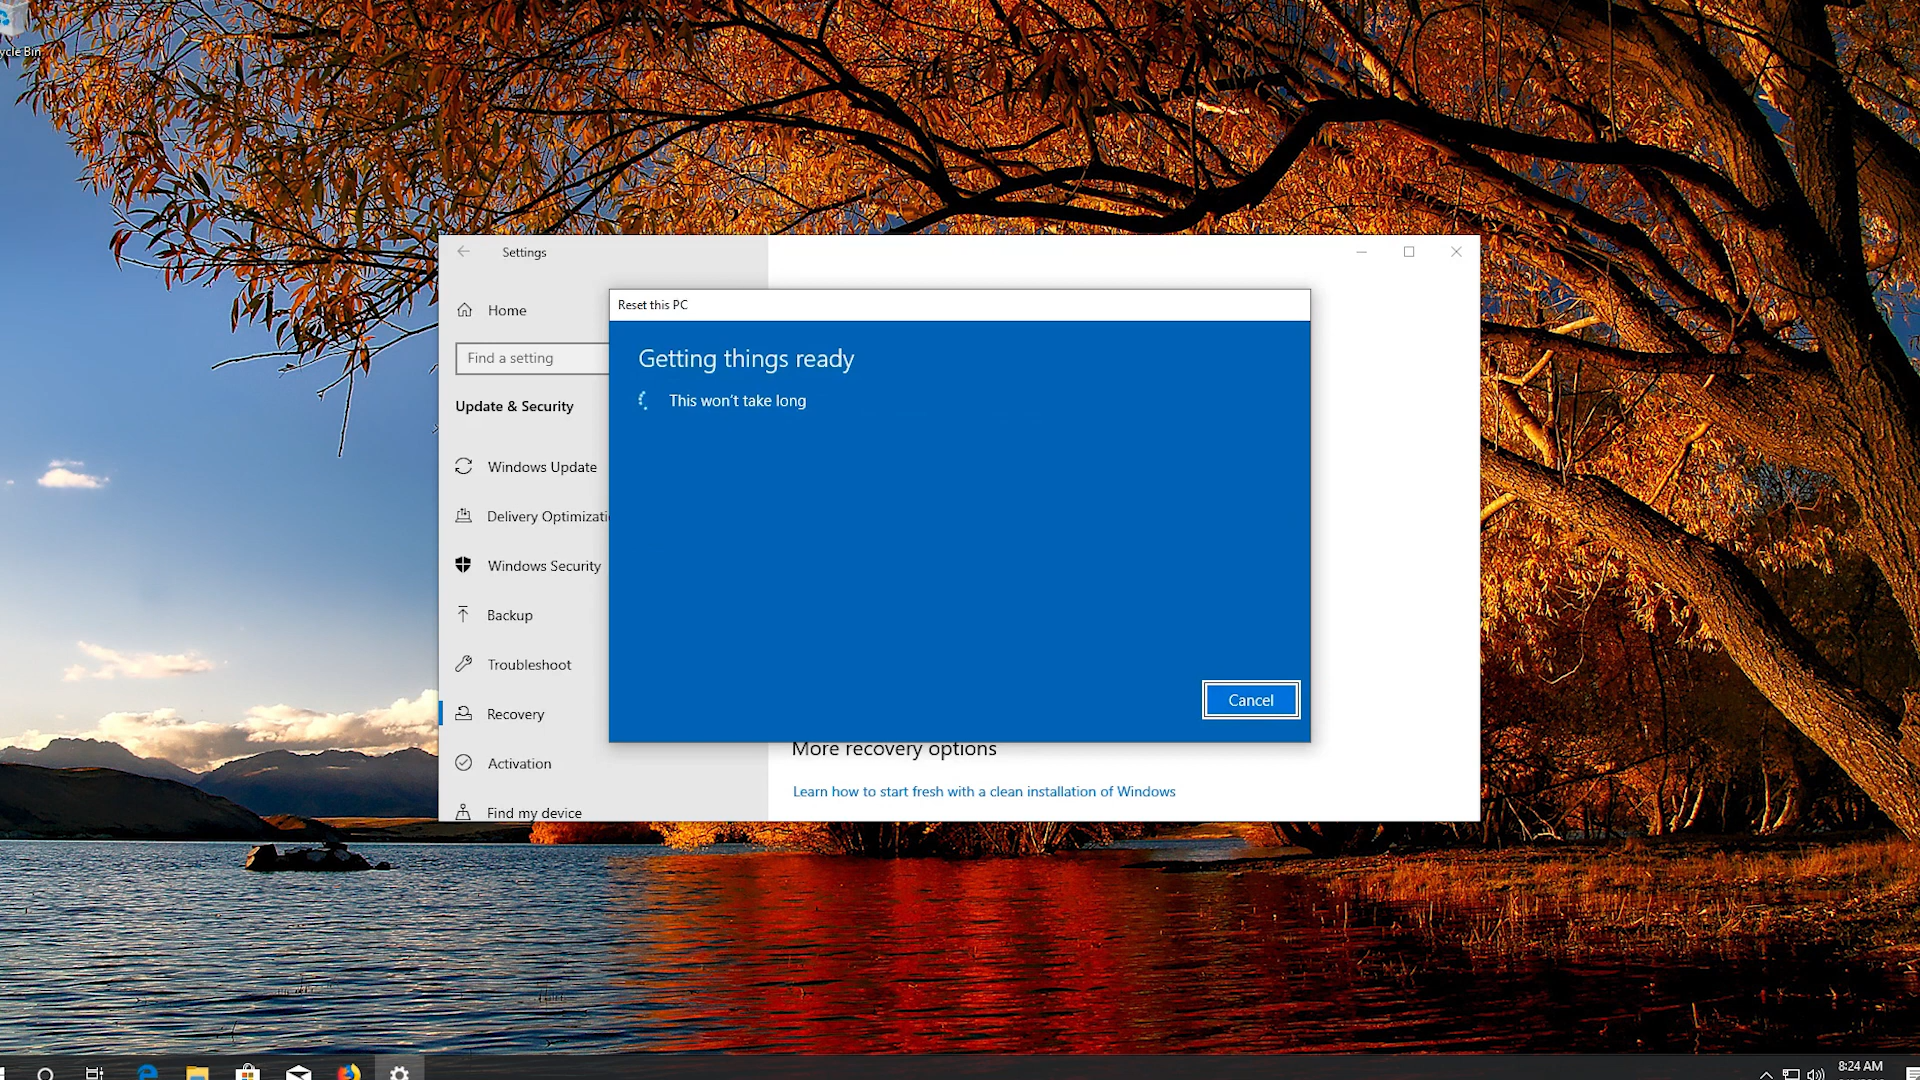 ycle Bin
Settings
Home
Find a setting
Update & Security
Windows Update
Delivery Optimizati
Windows Security
Backup
Troubleshoot
Recovery
Activation
Find my device
Reset this PC
Getting things ready
This won't take long
Cancel
More recovery options
Learn how to start fresh with a clean installation of Windows
8:24 AM